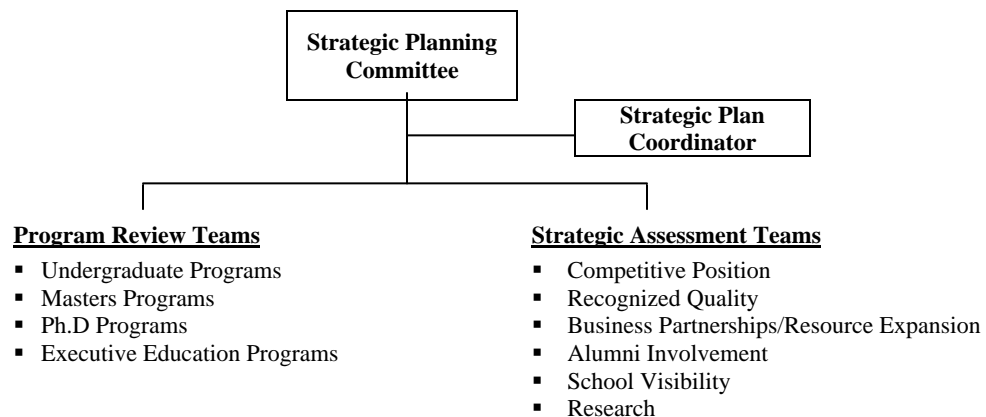 Strategic Planning
Committee
Strategic Plan
Coordinator
Program Review Teams
▪ Undergraduate Programs
▪ Masters Programs
▪ Ph.D Programs
▪ Executive Education Programs
Strategic Assessment Teams
▪ Competitive Position
▪ Recognized Quality
▪ Business Partnerships/Resource Expansion
▪ Alumni Involvement
▪ School Visibility
▪ Research